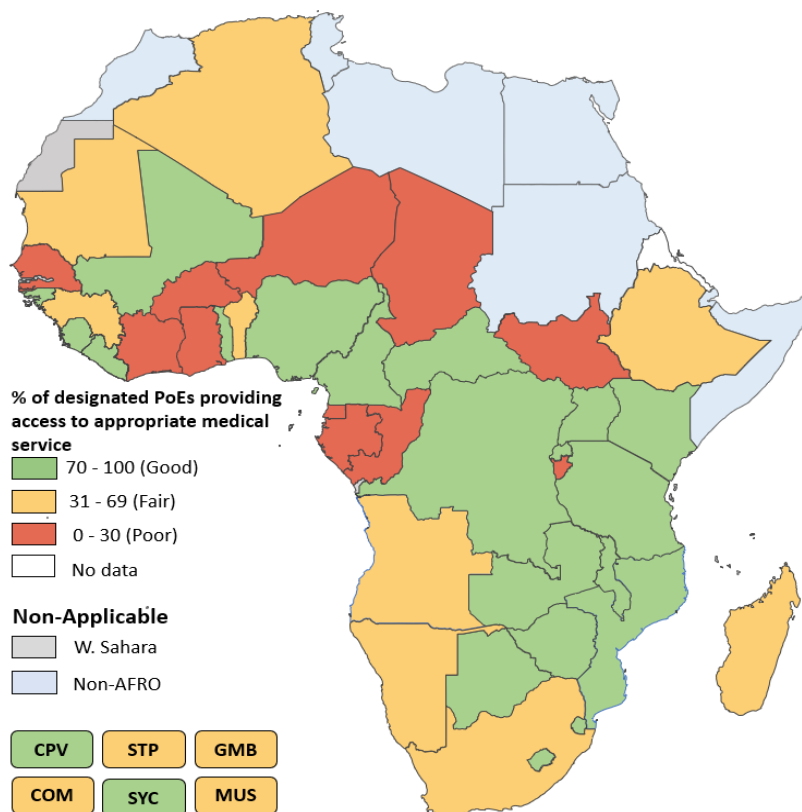 % of designated PoEs providing
access to appropriate medical
service
70 - 100 (Good)
31 - 69 (Fair)
0 - 30 (Poor)
No data
Non-Applicable
W. Sahara
Non-AFRO
CPV STP GMB
COM SYC MUS